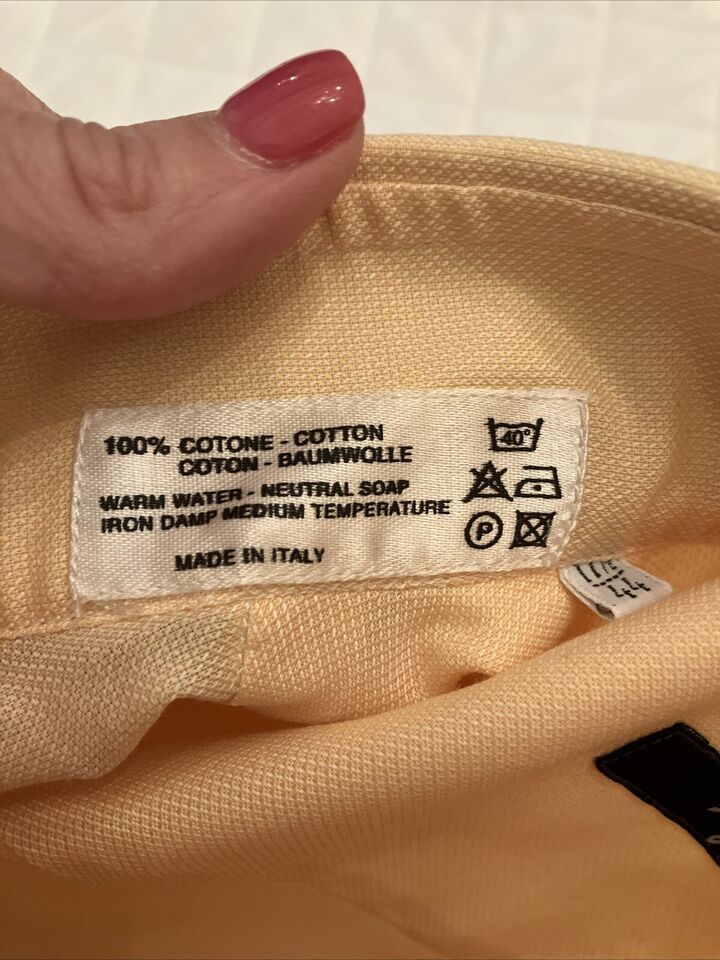 100% COTONE - COTTON
COTON - BAUMWOLLE
WARM WATER - NEUTRAL SOAP
IRON DAMP MEDIUM TEMPERATURE
MADE IN ITALY
40°
P
44